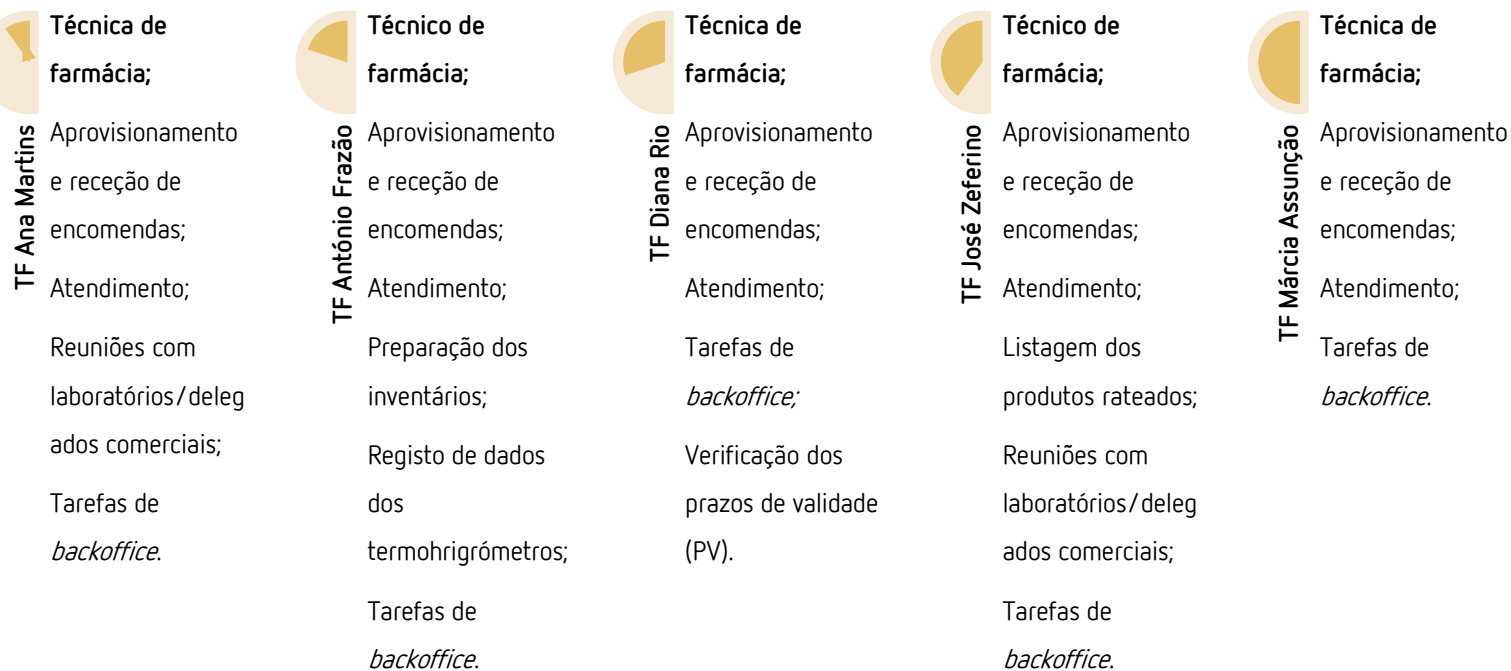 TF Ana Martins
Técnica de
farmácia;
Aprovisionamento
e receção de
encomendas;
Atendimento;
Reuniões com
laboratórios/deleg
ados comerciais;
Tarefas de
backoffice.
TF António Frazão
Técnico de
farmácia;
Aprovisionamento
e receção de
encomendas;
Atendimento;
Preparação dos
inventários;
Registo de dados
dos
termohrigrómetros;
Tarefas de
backoffice.
TF Diana Rio
Técnica de
farmácia;
Aprovisionamento
e receção de
encomendas;
Atendimento;
Tarefas de
backoffice;
Verificação dos
prazos de validade
(PV).
TF José Zeferino
Técnico de
farmácia;
Aprovisionamento
e receção de
encomendas;
Atendimento;
Listagem dos
produtos rateados;
Reuniões com
laboratórios/deleg
ados comerciais;
Tarefas de
backoffice.
TF Márcia Assunção
Técnica de
farmácia;
Aprovisionamento
e receção de
encomendas;
Atendimento;
Tarefas de
backoffice.